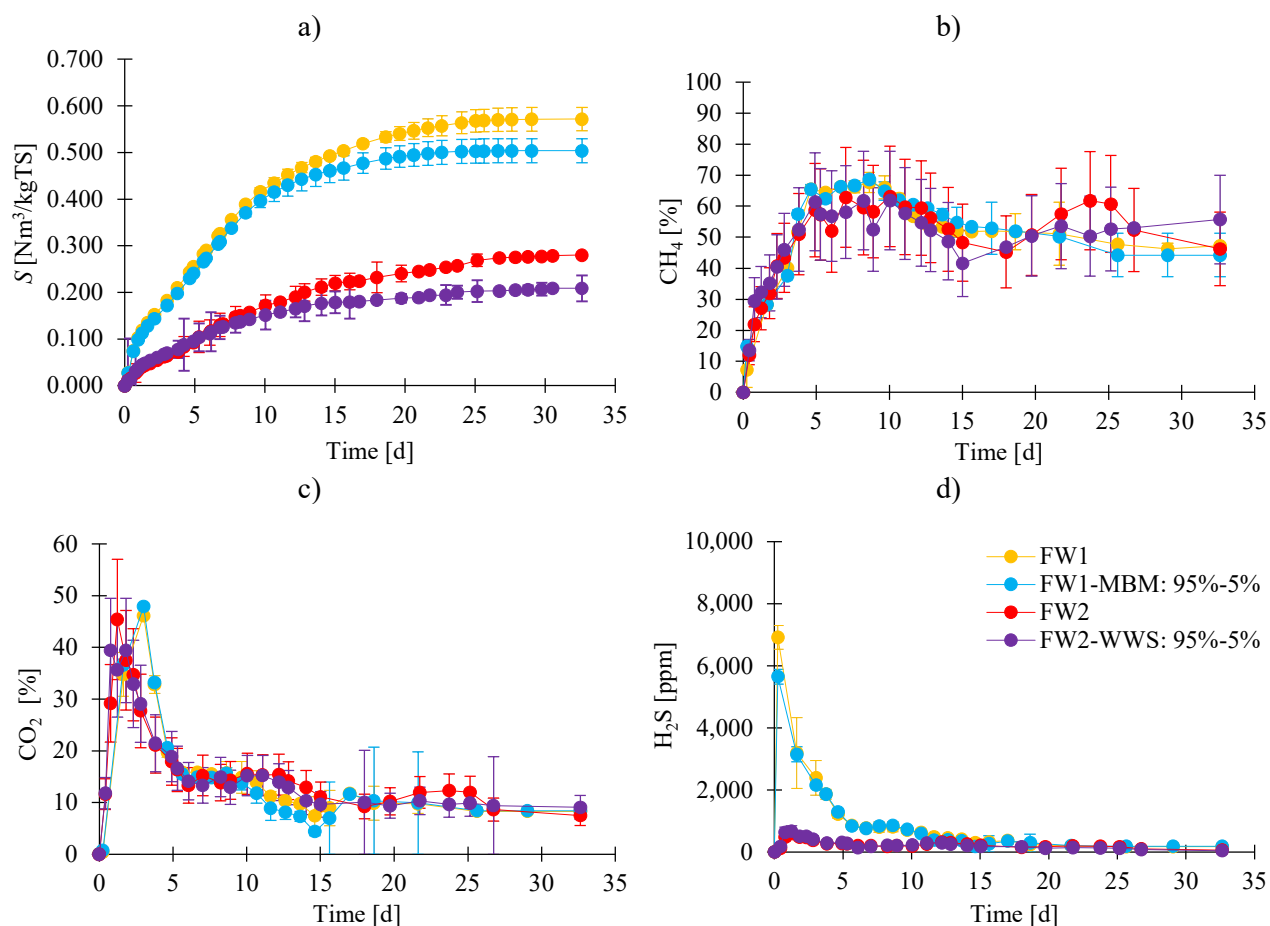 a)
0.700
0.600
0.500
0.400
0.300
0.200
0.100
0.000
S [Nm³/kgTS]
0 5 10 15 20 25 30 35
Time [d]
b)
100
90
80
70
60
50
40
30
20
10
0
CH₄ [%]
0 5 10 15 20 25 30 35
Time [d]
c)
60
50
40
30
20
10
0
CO₂ [%]
0 5 10 15 20 25 30 35
Time [d]
d)
10,000
8,000
6,000
4,000
2,000
0
H₂S [ppm]
0 5 10 15 20 25 30 35
Time [d]
FW1
FW1-MBM: 95%-5%
FW2
FW2-WWS: 95%-5%